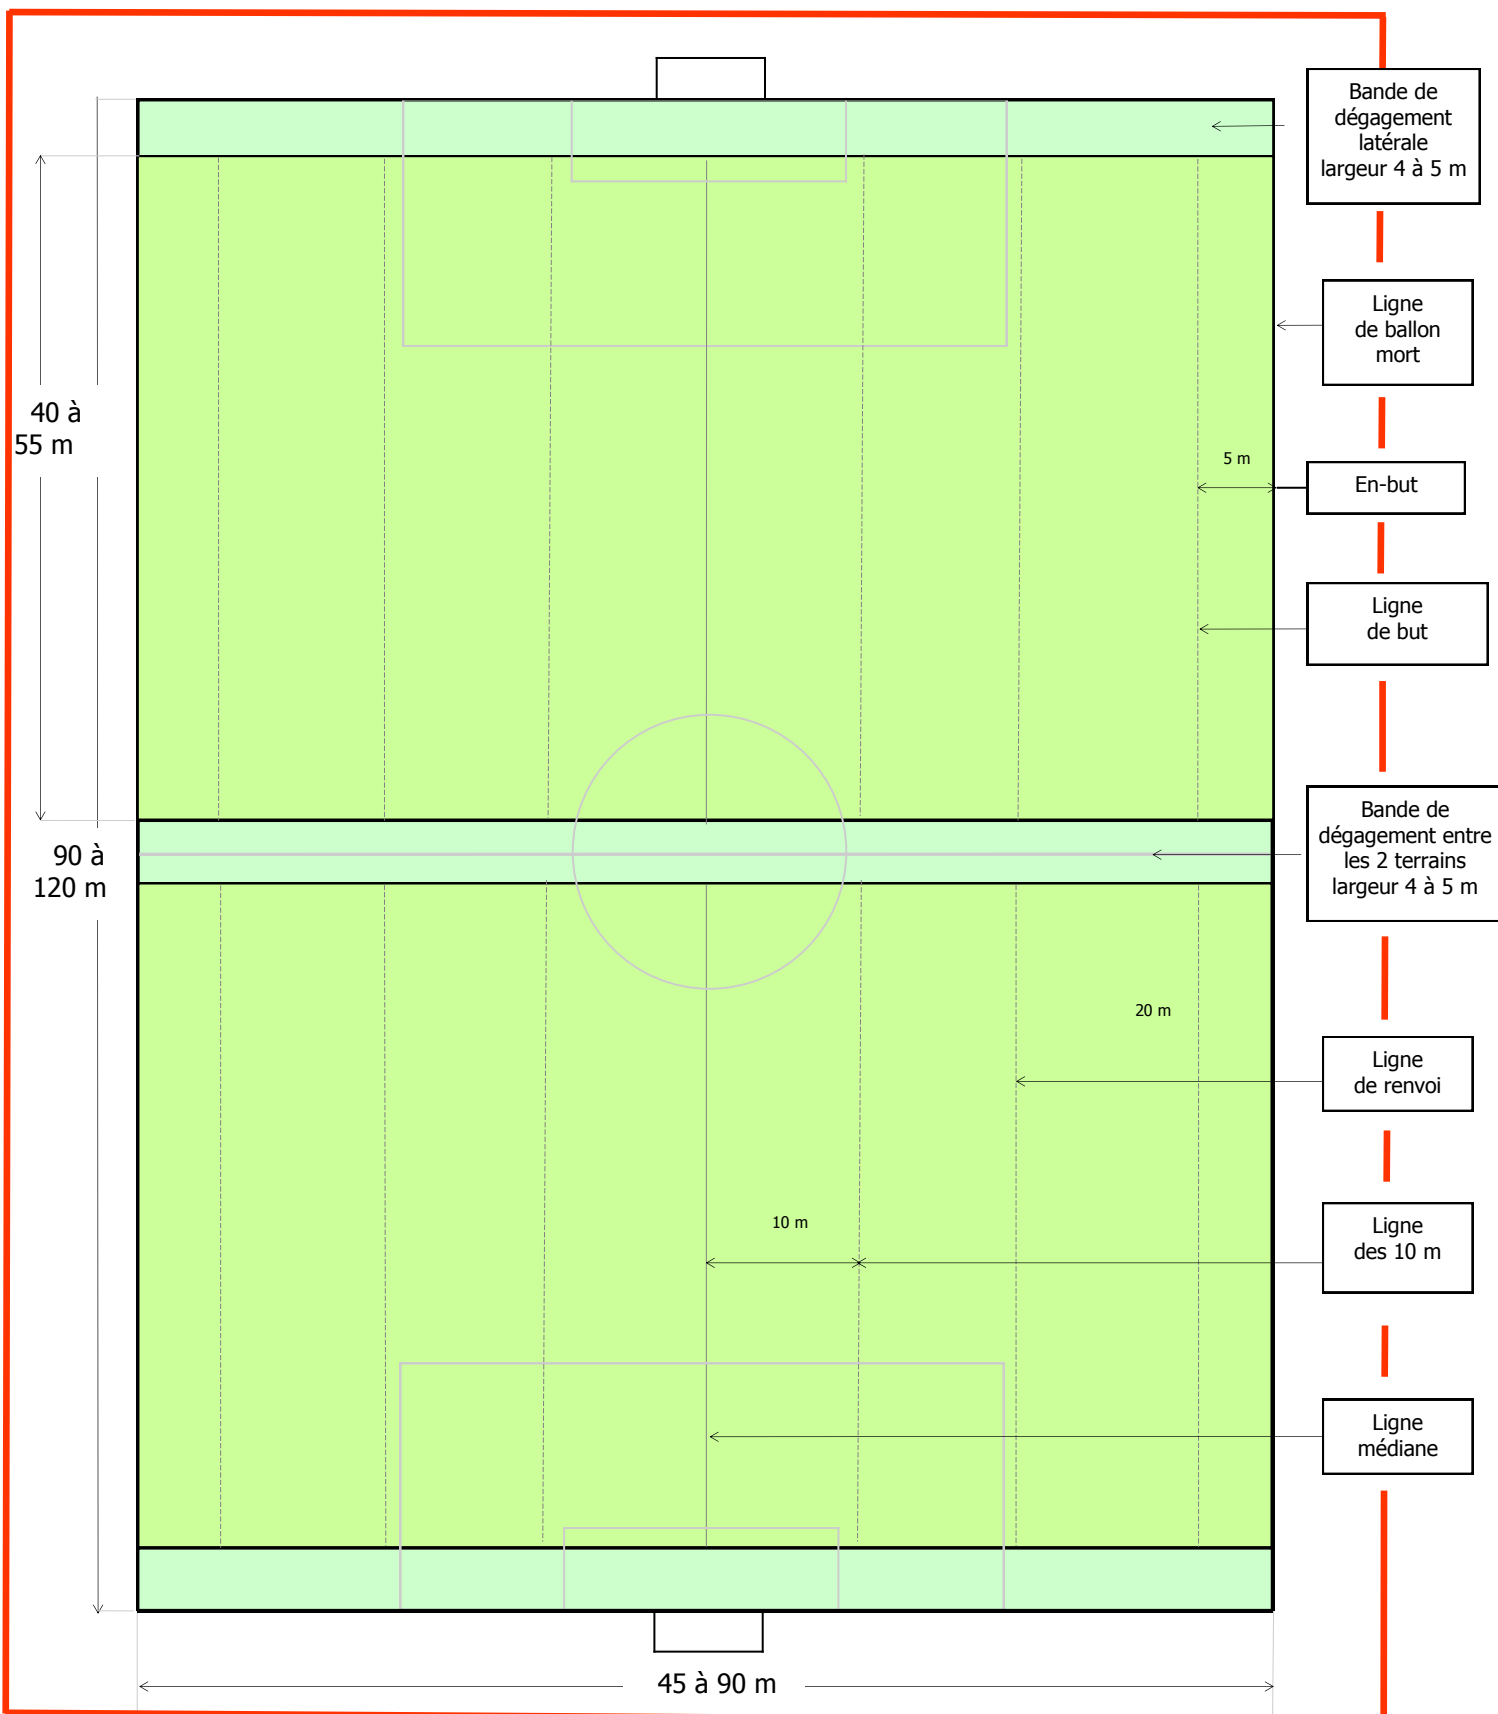 Bande de
dégagement
latérale
largeur 4 à 5 m
Ligne
de ballon
mort
40 à
55 m
5 m
En-but
Ligne
de but
Bande de
dégagement entre
les 2 terrains
largeur 4 à 5 m
90 à
120 m
20 m
Ligne
de renvoi
10 m
Ligne
des 10 m
Ligne
médiane
45 à 90 m